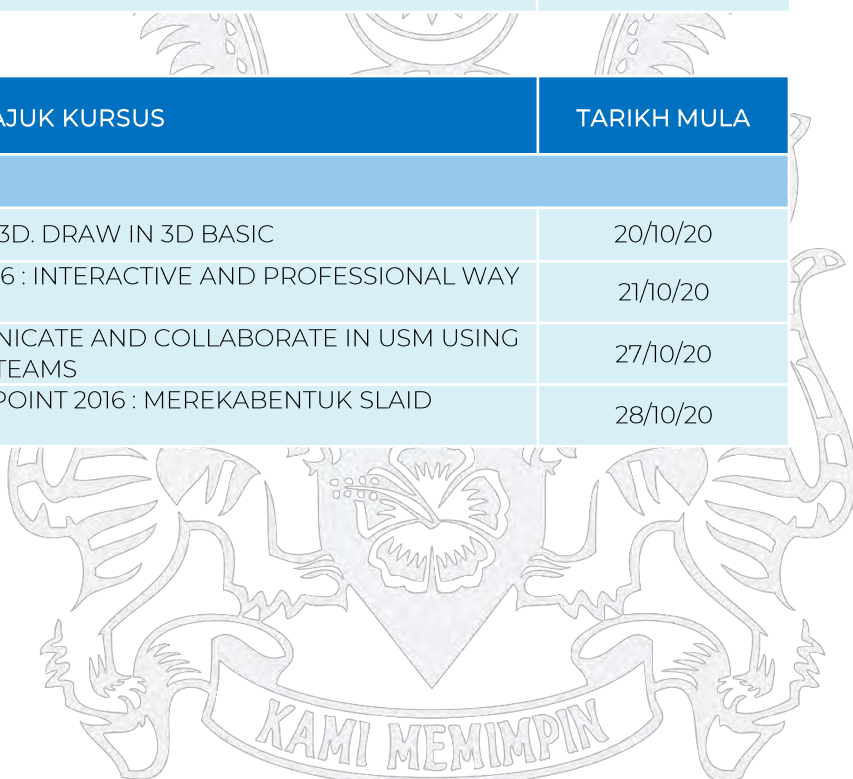 AJUK KURSUS TARIKH MULA
3D. DRAW IN 3D BASIC 20/10/20
6 : INTERACTIVE AND PROFESSIONAL WAY 21/10/20
NICATE AND COLLABORATE IN USM USING
TEAMS 27/10/20
POINT 2016 : MEREKABENTUK SLAID 28/10/20
KAMI MEMIMPIN